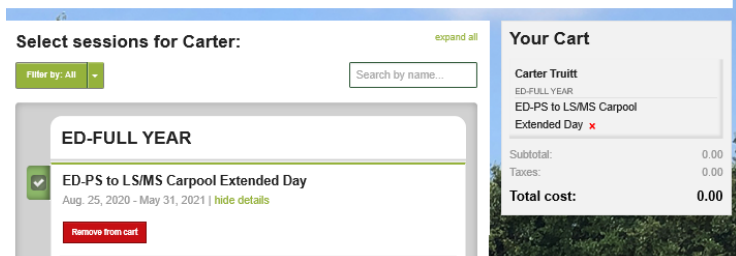 Select sessions for Carter:
expand all
Filter by: All
Search by name...
ED-FULL YEAR
ED-PS to LS/MS Carpool Extended Day
Aug. 25, 2020 - May 31, 2021 | hide details
Remove from cart
Your Cart
Carter Truitt
ED-FULL YEAR
ED-PS to LS/MS Carpool
Extended Day ×
Subtotal: 0.00
Taxes: 0.00
Total cost: 0.00